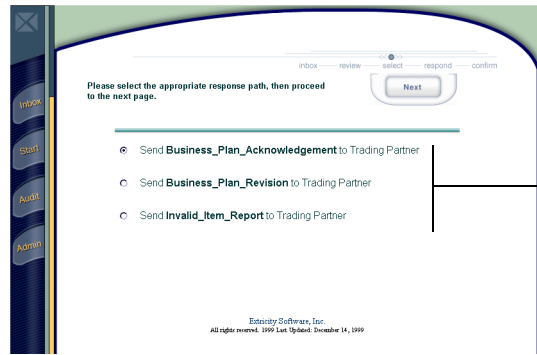 inbox review select respond confirm
Please select the appropriate response path, then proceed
to the next page.
Next
Inbox
Start
Audit
Admin
Send Business_Plan_Acknowledgement to Trading Partner
Send Business_Plan_Revision to Trading Partner
Send Invalid_Item_Report to Trading Partner
Extricity Software, Inc.
All rights reserved. 1999 Last Updated: December 14, 1999